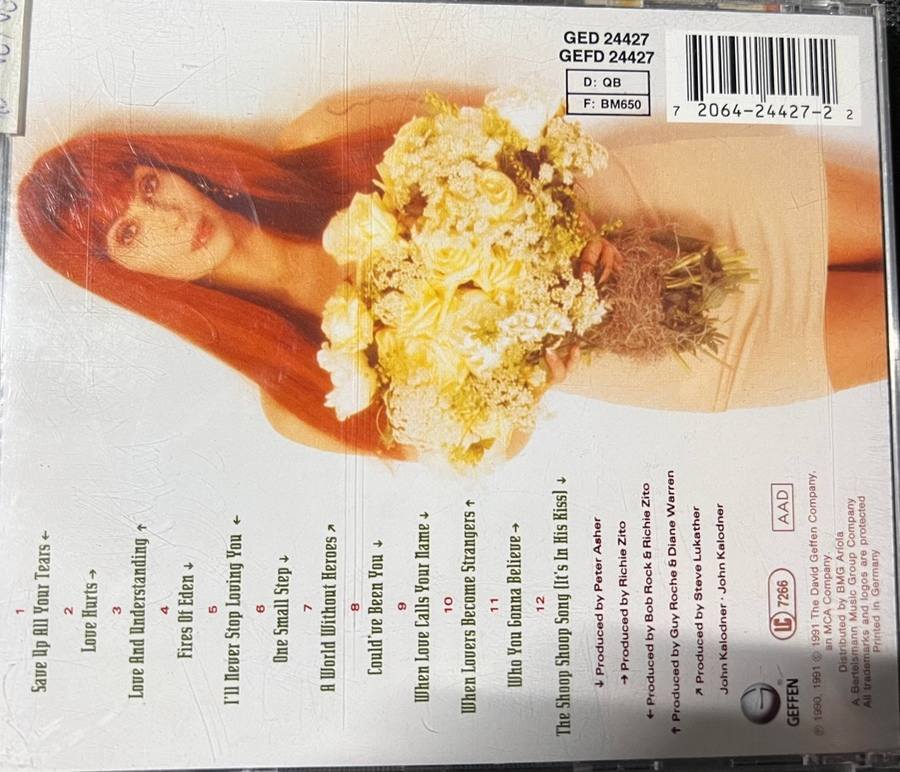 GED 24427
GEFD 24427
D: QB
F: BM650
7 2064-24427-2 2
1
Save Up All Your Tears ←
2
Love Hurts →
3
Love And Understanding ↑
4
Fires Of Eden ↓
5
I'll Never Stop Loving You ←
6
One Small Step ↓
7
A World Without Heroes ↗
8
Could've Been You ↓
9
When Love Calls Your Name ↓
10
When Lovers Become Strangers ↑
11
Who You Gonna Believe →
12
The Shoop Shoop Song (It's In His Kiss) ↓
↓ Produced by Peter Asher
→ Produced by Richie Zito
← Produced by Bob Rock & Richie Zito
↑ Produced by Guy Roche & Diane Warren
↗ Produced by Steve Lukather
John Kalodner · John Kalodner
GEFFEN ®
LC 7266
AAD
℗ 1990, 1991 © 1991 The David Geffen Company,
an MCA Company.
Distributed by BMG Ariola
A Bertelsmann Music Group Company
All trademarks and logos are protected
Printed in Germany